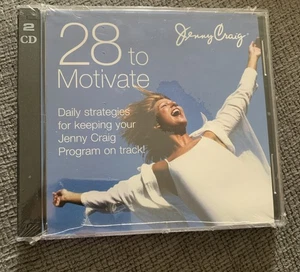 2
CD
28 to
Motivate
Jenny Craig
Daily strategies
for keeping your
Jenny Craig
Program on track!